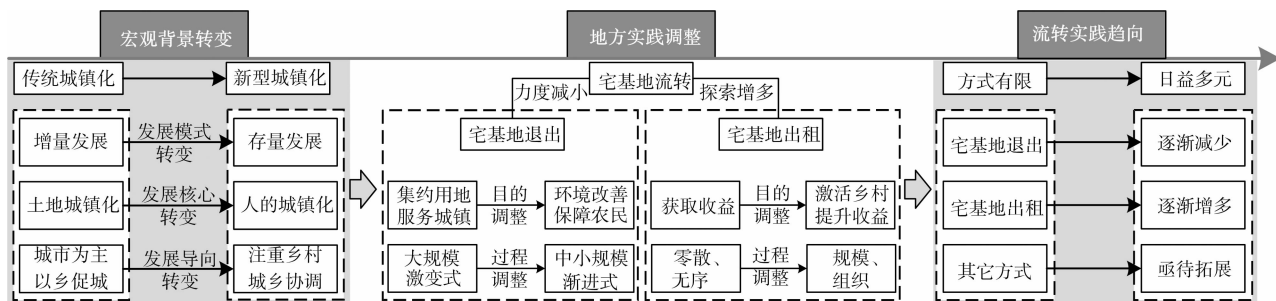 宏观背景转变
地方实践调整
流转实践趋向
传统城镇化
新型城镇化
增量发展
发展模式
转变
存量发展
土地城镇化
发展核心
转变
人的城镇化
城市为主
以乡促城
发展导向
转变
注重乡村
城乡协调
宅基地流转
力度减小
探索增多
宅基地退出
集约用地
服务城镇
目的
调整
环境改善
保障农民
大规模
激变式
过程
调整
中小规模
渐进式
宅基地出租
获取收益
目的
调整
激活乡村
提升收益
零散、
无序
过程
调整
规模、
组织
方式有限
日益多元
宅基地退出
逐渐减少
宅基地出租
逐渐增多
其它方式
亟待拓展